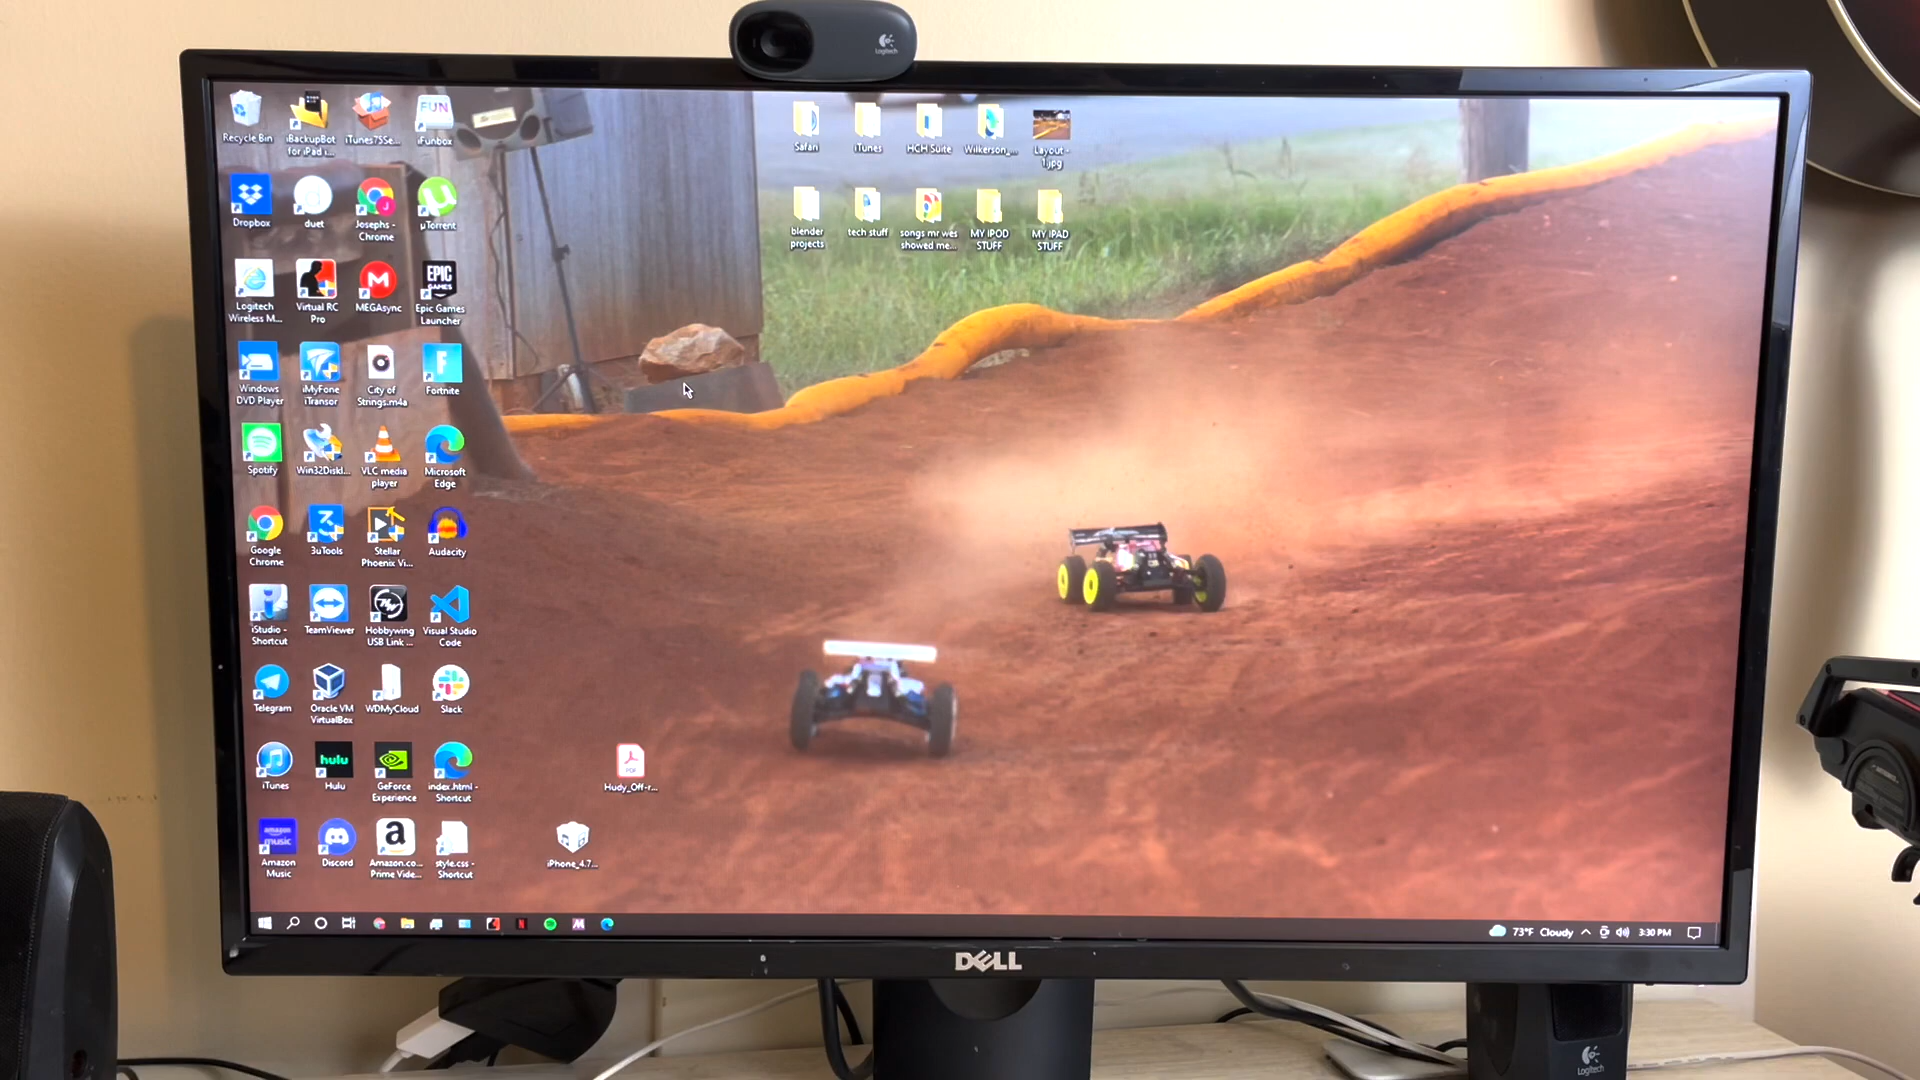 Logitech
Recycle Bin
iBackupBot
for iPad i...
iTunes75Se...
FUN
iFunbox
Safari
iTunes
HCH Suite
Wilkerson_...
Layout -
1.jpg
Dropbox
duet
Josephs -
Chrome
µTorrent
blender
projects
tech stuff
songs mr wes
showed me...
MY IPOD
STUFF
MY IPAD
STUFF
Logitech
Wireless M...
Virtual RC
Pro
MEGAsync
EPIC
GAMES
Epic Games
Launcher
Windows
DVD Player
iMyFone
iTransor
City of
Strings.m4a
Fortnite
Spotify
Win32DiskI...
VLC media
player
Microsoft
Edge
Google
Chrome
3uTools
Stellar
Phoenix Vi...
Audacity
iStudio -
Shortcut
TeamViewer
Hobbywing
USB Link ...
Visual Studio
Code
Telegram
Oracle VM
VirtualBox
WDMyCloud
Slack
iTunes
hulu
Hulu
GeForce
Experience
index.html -
Shortcut
PDF
Hudy_Off-r...
amazon
music
Amazon
Music
Discord
Amazon.co...
Prime Vide...
style.css -
Shortcut
iPhone_4.7...
73°F Cloudy
3:30 PM
DELL
Logitech